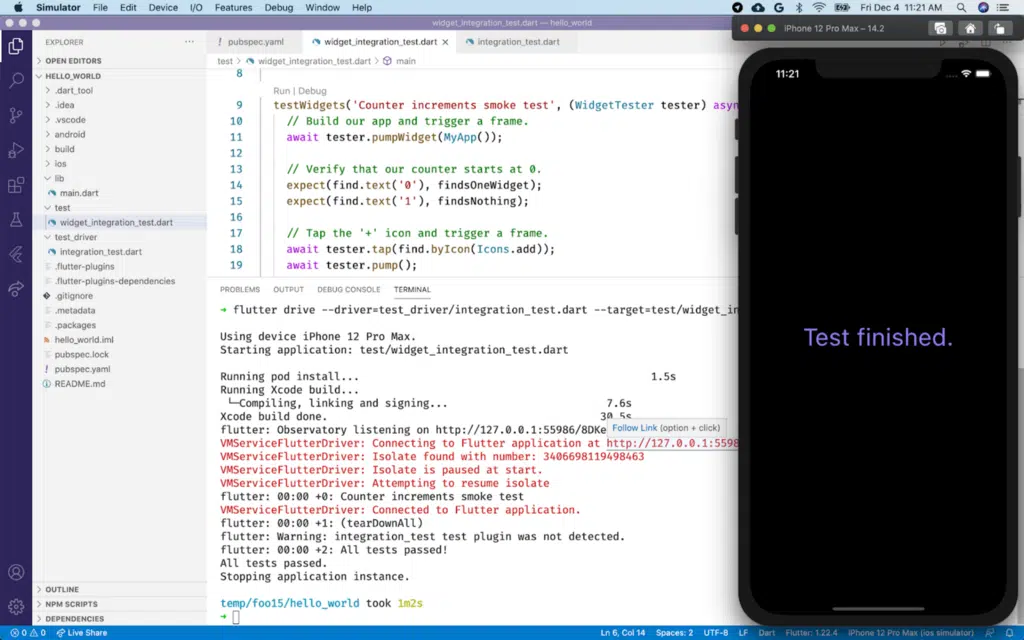 Simulator File Edit Device I/O Features Debug Window Help
Fri Dec 4 11:21 AM
widget_integration_test.dart — hello_world
EXPLORER
OPEN EDITORS
HELLO_WORLD
.dart_tool
.idea
.vscode
android
build
ios
lib
main.dart
test
widget_integration_test.dart
test_driver
integration_test.dart
.flutter-plugins
.flutter-plugins-dependencies
.gitignore
.metadata
.packages
hello_world.iml
pubspec.lock
! pubspec.yaml
README.md
OUTLINE
NPM SCRIPTS
DEPENDENCIES
! pubspec.yaml
widget_integration_test.dart
integration_test.dart
test > widget_integration_test.dart > main
8
Run | Debug
9 testWidgets('Counter increments smoke test', (WidgetTester tester) asyn
10 // Build our app and trigger a frame.
11 await tester.pumpWidget(MyApp());
12
13 // Verify that our counter starts at 0.
14 expect(find.text('0'), findsOneWidget);
15 expect(find.text('1'), findsNothing);
16
17 // Tap the '+' icon and trigger a frame.
18 await tester.tap(find.byIcon(Icons.add));
19 await tester.pump();
PROBLEMS OUTPUT DEBUG CONSOLE TERMINAL
➜ flutter drive --driver=test_driver/integration_test.dart --target=test/widget_in
Using device iPhone 12 Pro Max.
Starting application: test/widget_integration_test.dart
Running pod install... 1.5s
Running Xcode build...
└─Compiling, linking and signing... 7.6s
Xcode build done. 30.5s
flutter: Observatory listening on http://127.0.0.1:55986/8DKe
Follow Link (option + click)
VMServiceFlutterDriver: Connecting to Flutter application at http://127.0.0.1:5598
VMServiceFlutterDriver: Isolate found with number: 3406698119498463
VMServiceFlutterDriver: Isolate is paused at start.
VMServiceFlutterDriver: Attempting to resume isolate
flutter: 00:00 +0: Counter increments smoke test
VMServiceFlutterDriver: Connected to Flutter application.
flutter: 00:00 +1: (tearDownAll)
flutter: Warning: integration_test test plugin was not detected.
flutter: 00:00 +2: All tests passed!
All tests passed.
Stopping application instance.
temp/foo15/hello_world took 1m2s
➜
iPhone 12 Pro Max – 14.2
11:21
Test finished.
0 0 Live Share
Ln 6, Col 14 Spaces: 2 UTF-8 LF Dart Flutter: 1.22.4 iPhone 12 Pro Max (ios simulator)